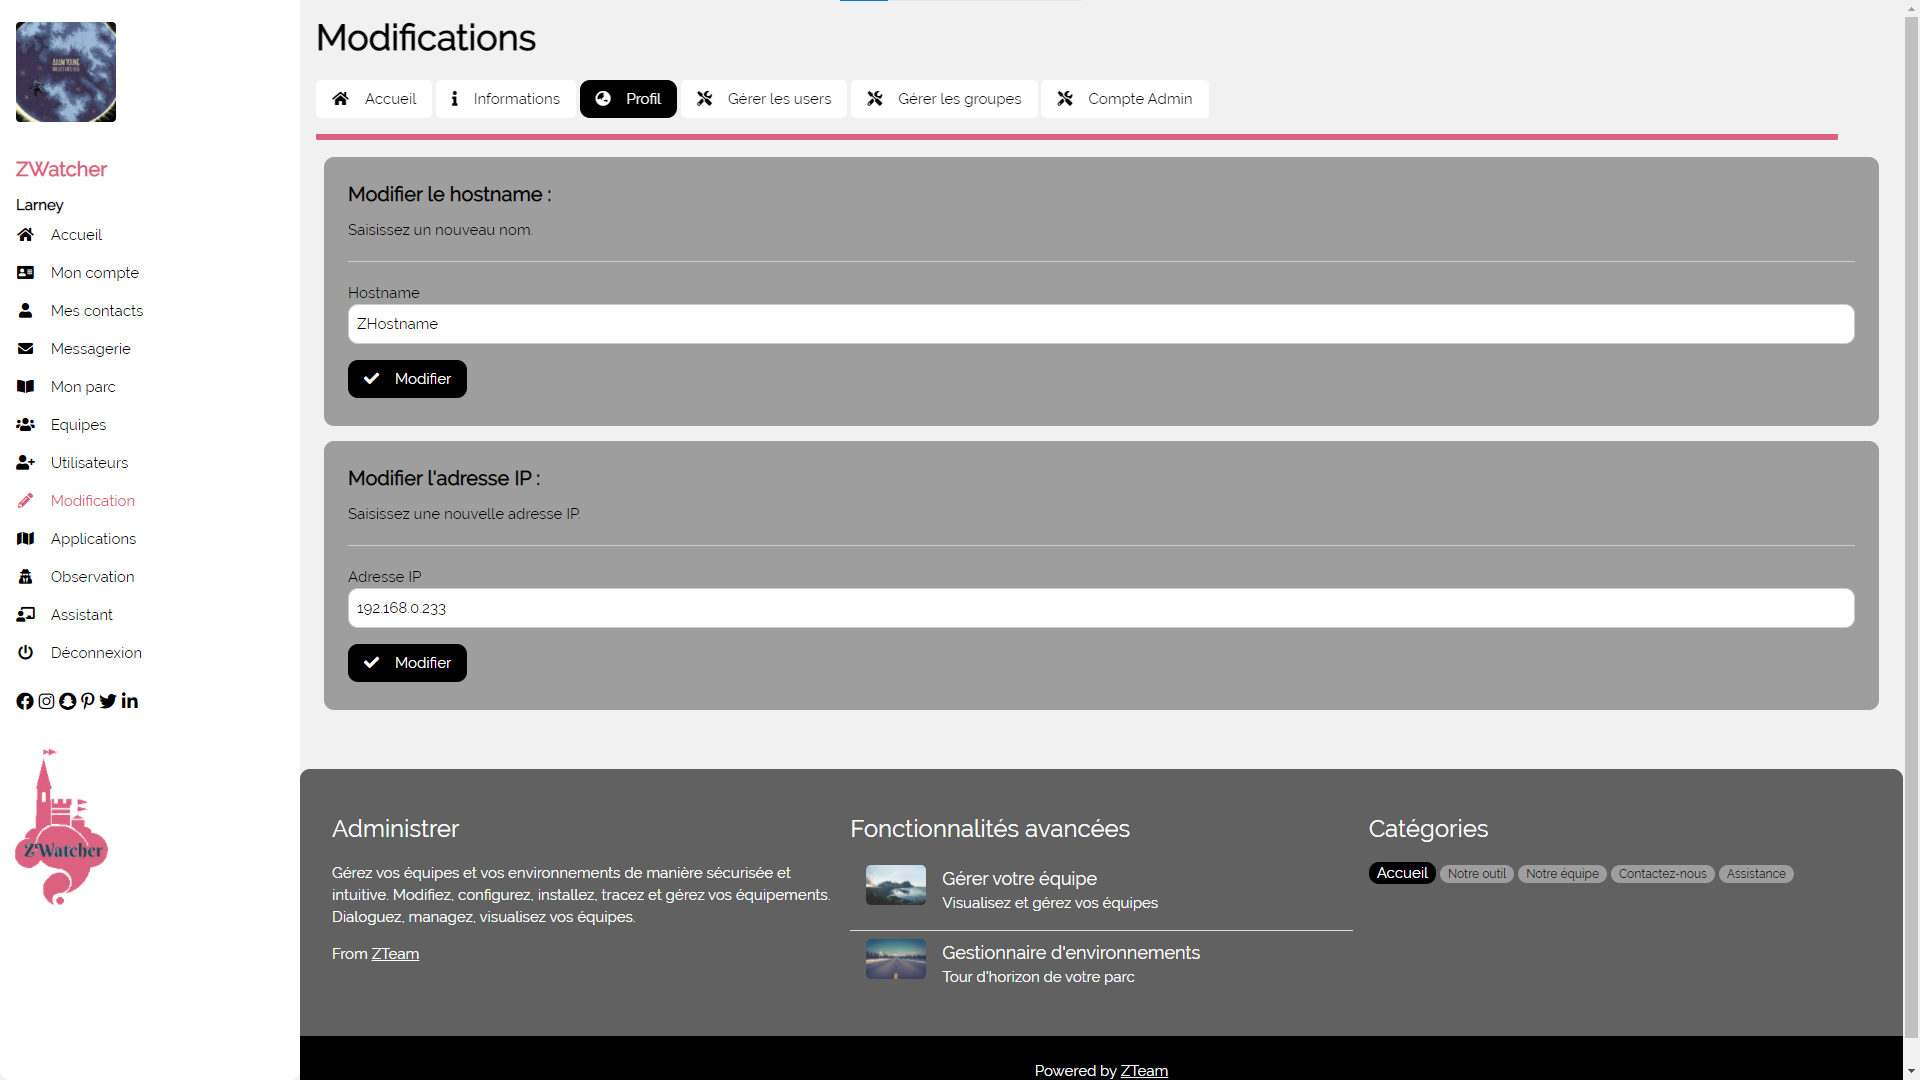 ZWatcher
Larney
Accueil
Mon compte
Mes contacts
Messagerie
Mon parc
Equipes
Utilisateurs
Modification
Applications
Observation
Assistant
Déconnexion
ZWatcher
Modifications
Accueil
Informations
Profil
Gérer les users
Gérer les groupes
Compte Admin
Modifier le hostname :
Saisissez un nouveau nom.
Hostname
ZHostname
Modifier
Modifier l'adresse IP :
Saisissez une nouvelle adresse IP.
Adresse IP
192.168.0.233
Modifier
Administrer
Gérez vos équipes et vos environnements de manière sécurisée et
intuitive. Modifiez, configurez, installez, tracez et gérez vos équipements.
Dialoguez, managez, visualisez vos équipes.
From ZTeam
Fonctionnalités avancées
Gérer votre équipe
Visualisez et gérez vos équipes
Gestionnaire d'environnements
Tour d'horizon de votre parc
Catégories
Accueil Notre outil Notre équipe Contactez-nous Assistance
Powered by ZTeam